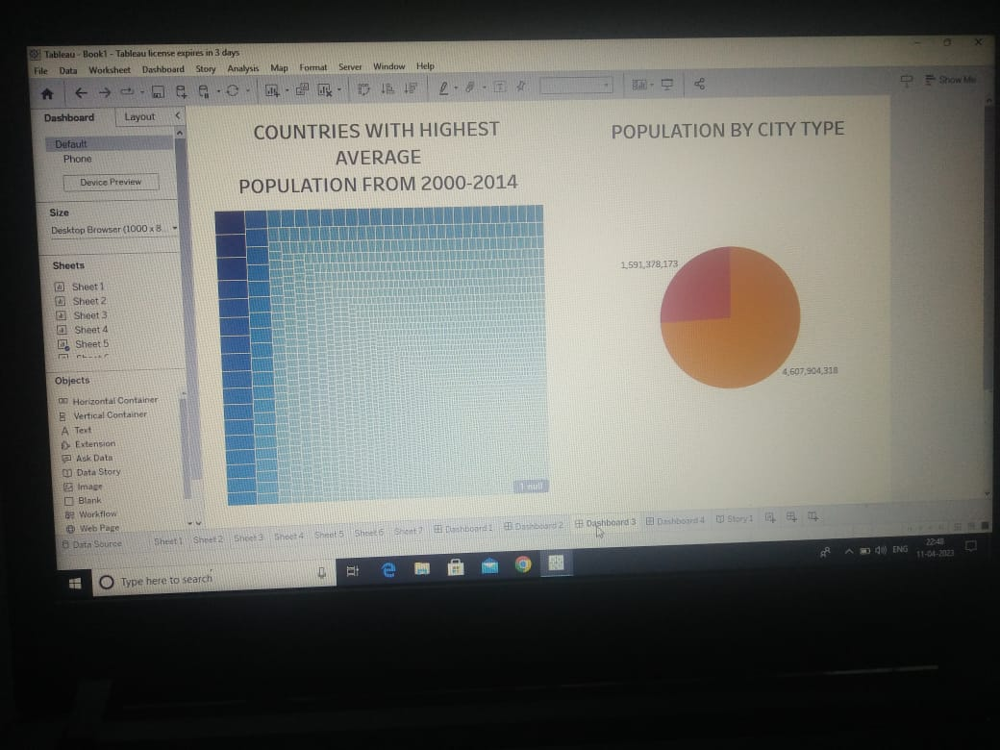 Tableau - Book1 - Tableau license expires in 3 days
File Data Worksheet Dashboard Story Analysis Map Format Server Window Help
Show Me
Dashboard Layout
Default
Phone
Device Preview
Size
Desktop Browser (1000 x 8...
Sheets
Sheet 1
Sheet 2
Sheet 3
Sheet 4
Sheet 5
Objects
Horizontal Container
Vertical Container
Text
Extension
Ask Data
Data Story
Image
Blank
Workflow
Web Page
COUNTRIES WITH HIGHEST
AVERAGE
POPULATION FROM 2000-2014
1 null
POPULATION BY CITY TYPE
1,591,378,173
4,607,904,318
Data Source Sheet 1 Sheet 2 Sheet 3 Sheet 4 Sheet 5 Sheet 6 Sheet 7 Dashboard 1 Dashboard 2 Dashboard 3 Dashboard 4 Story 1
Type here to search
ENG
22:48
11-04-2023